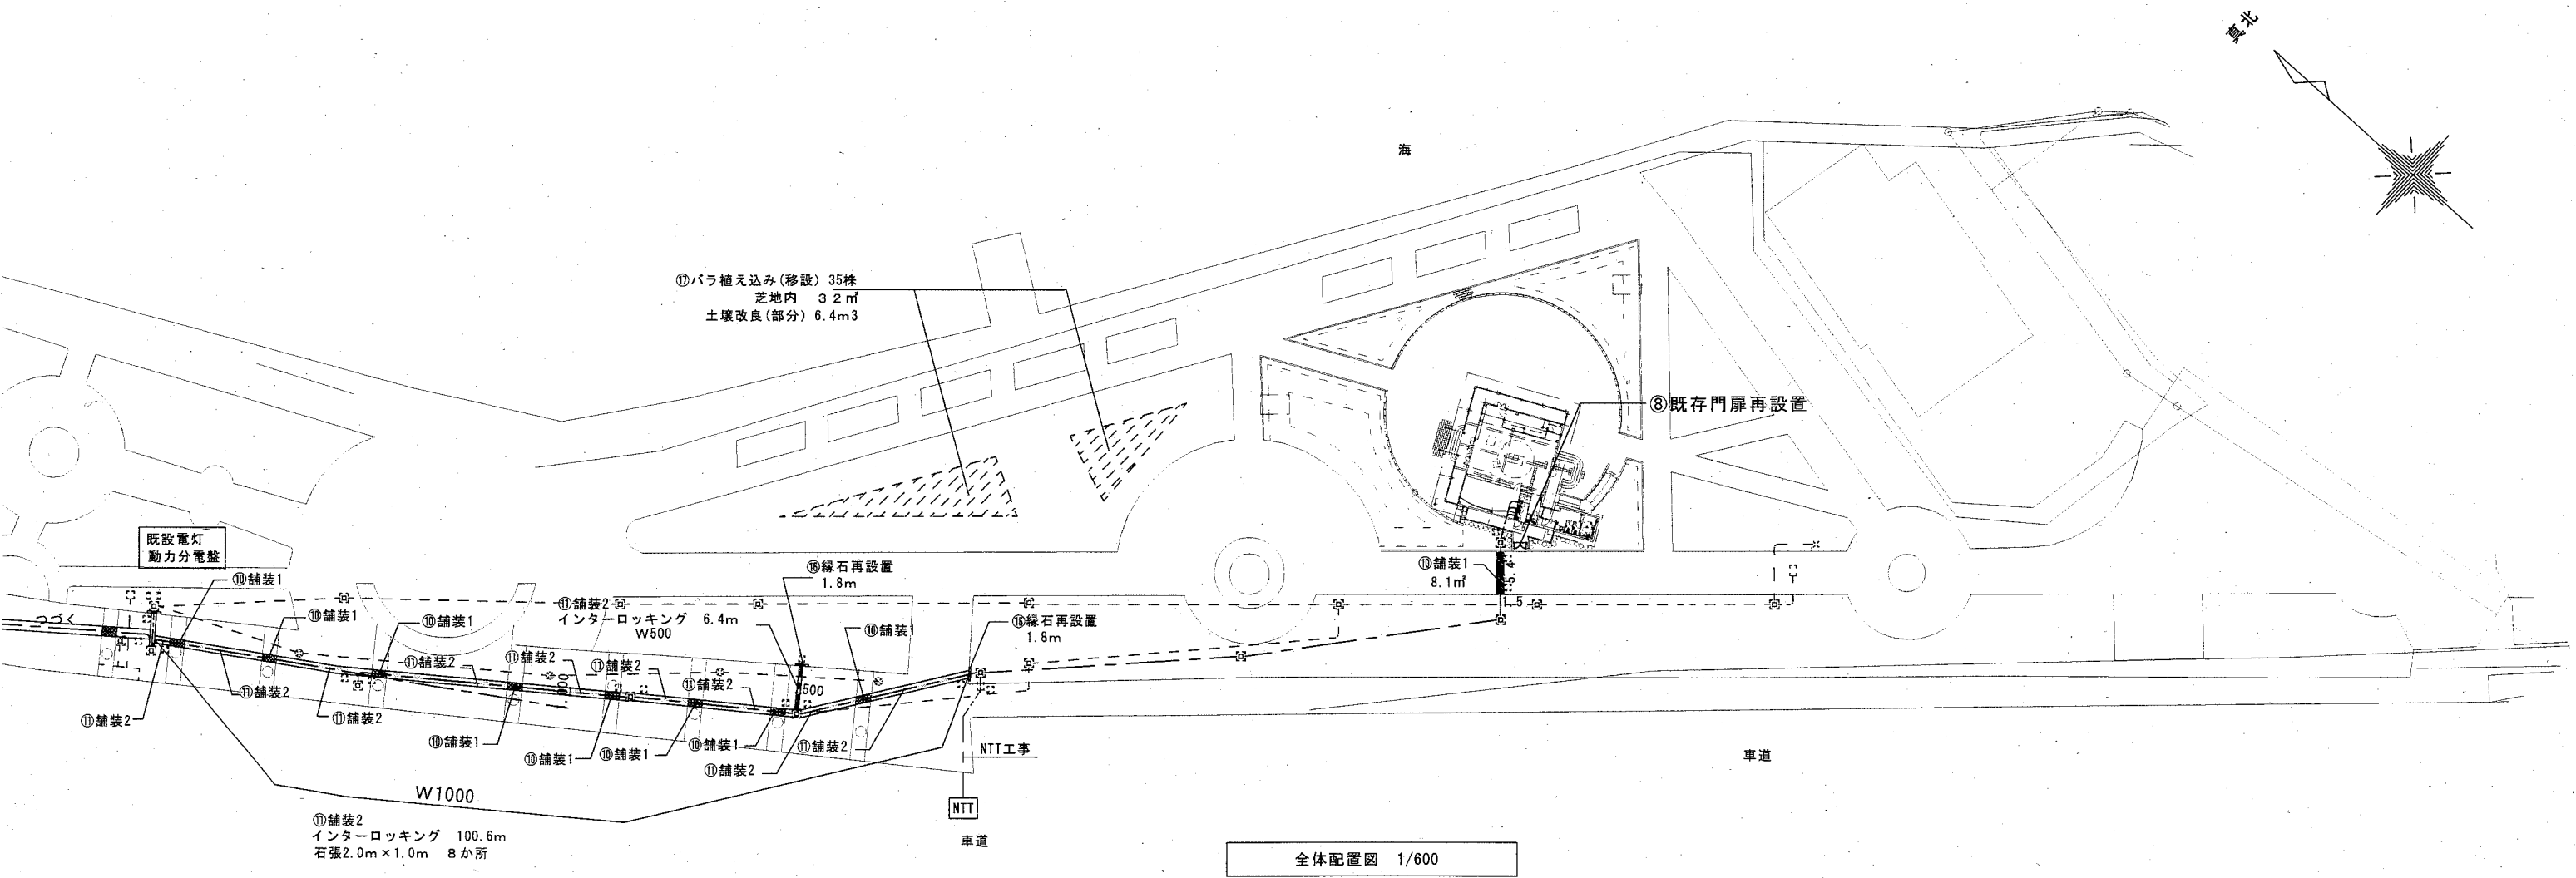 真北
海
⑰バラ植え込み(移設) 35株
芝地内 32㎡
土壌改良(部分) 6.4m3
⑧既存門扉再設置
既設電灯
動力分電盤
⑩舗装1
つづく
⑩舗装1
⑩舗装1
⑪舗装2
インターロッキング 6.4m
W500
⑯縁石再設置
1.8m
⑩舗装1
⑯縁石再設置
1.8m
⑩舗装1
8.1㎡
5.4
1.5
⑪舗装2
⑪舗装2
⑪舗装2
⑪舗装2
500
⑪舗装2
⑪舗装2
⑪舗装2
⑩舗装1
⑩舗装1
⑩舗装1
⑩舗装1
⑪舗装2
⑪舗装2
NTT工事
NTT
車道
車道
W1000
⑪舗装2
インターロッキング 100.6m
石張2.0m×1.0m 8か所
全体配置図 1/600